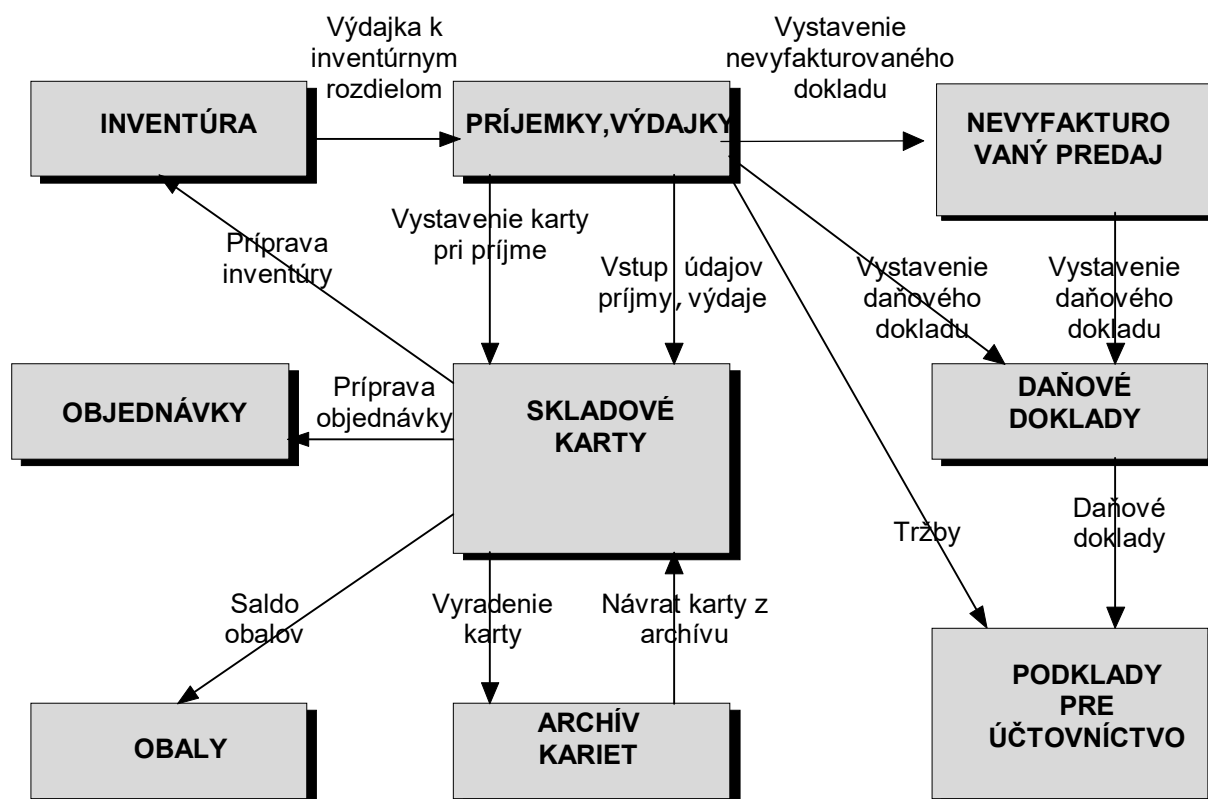 Výdajka k
inventúrnym
rozdielom
Vystavenie
nevyfakturovaného
dokladu
INVENTÚRA
PRÍJEMKY,VÝDAJKY
NEVYFAKTURO
VANÝ PREDAJ
Príprava
inventúry
Vystavenie karty
pri príjme
Vstup údajov
príjmy, výdaje
Vystavenie
daňového
dokladu
Vystavenie
daňového
dokladu
OBJEDNÁVKY
Príprava
objednávky
SKLADOVÉ
KARTY
DAŇOVÉ
DOKLADY
Tržby
Daňové
doklady
Saldo
obalov
Vyradenie
karty
Návrat karty z
archívu
OBALY
ARCHÍV
KARIET
PODKLADY
PRE
ÚČTOVNÍCTVO